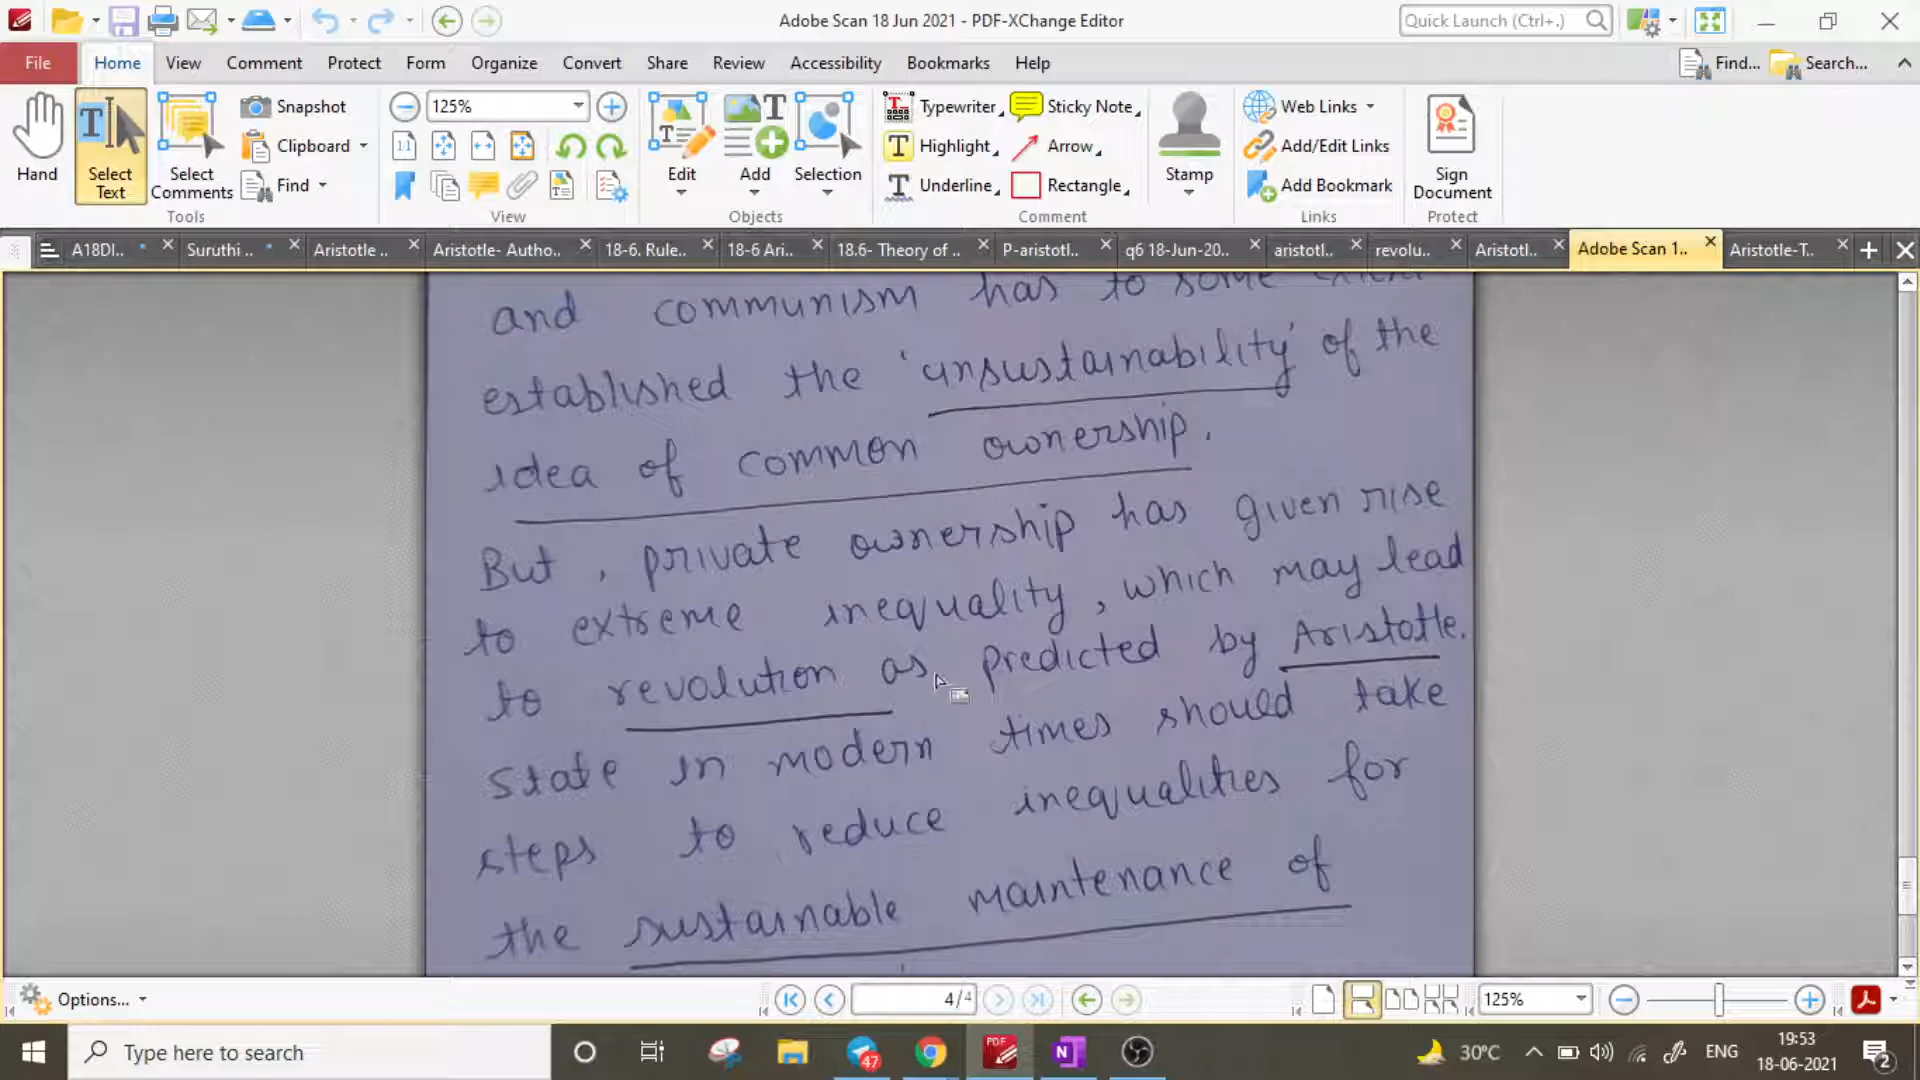 Adobe Scan 18 Jun 2021 - PDF-XChange Editor
Quick Launch (Ctrl+.)
File Home View Comment Protect Form Organize Convert Share Review Accessibility Bookmarks Help Find... Search...
Hand
Select Text
Select Comments
Snapshot
Clipboard
Find
Tools
125%
View
Edit
Add
Selection
Objects
Typewriter
Highlight
Underline
Sticky Note
Arrow
Rectangle
Stamp
Comment
Web Links
Add/Edit Links
Add Bookmark
Links
Sign Document
Protect
A18DI.. Suruthi .. Aristotle .. Aristotle- Autho.. 18-6. Rule.. 18-6 Ari.. 18.6- Theory of .. P-aristotl.. q6 18-Jun-20.. aristotl.. revolu.. Aristotl.. Adobe Scan 1.. Aristotle-T..
and communism has to some extent
established the 'unsustainability' of the
idea of common ownership.
But, private ownership has given rise
to extreme inequality, which may lead
to revolution as predicted by Aristotle.
State in modern times should take
steps to reduce inequalities for
the sustainable maintenance of
Options...
4/4
125%
Type here to search
47
PDF
N
30°C
ENG
19:53
18-06-2021
2